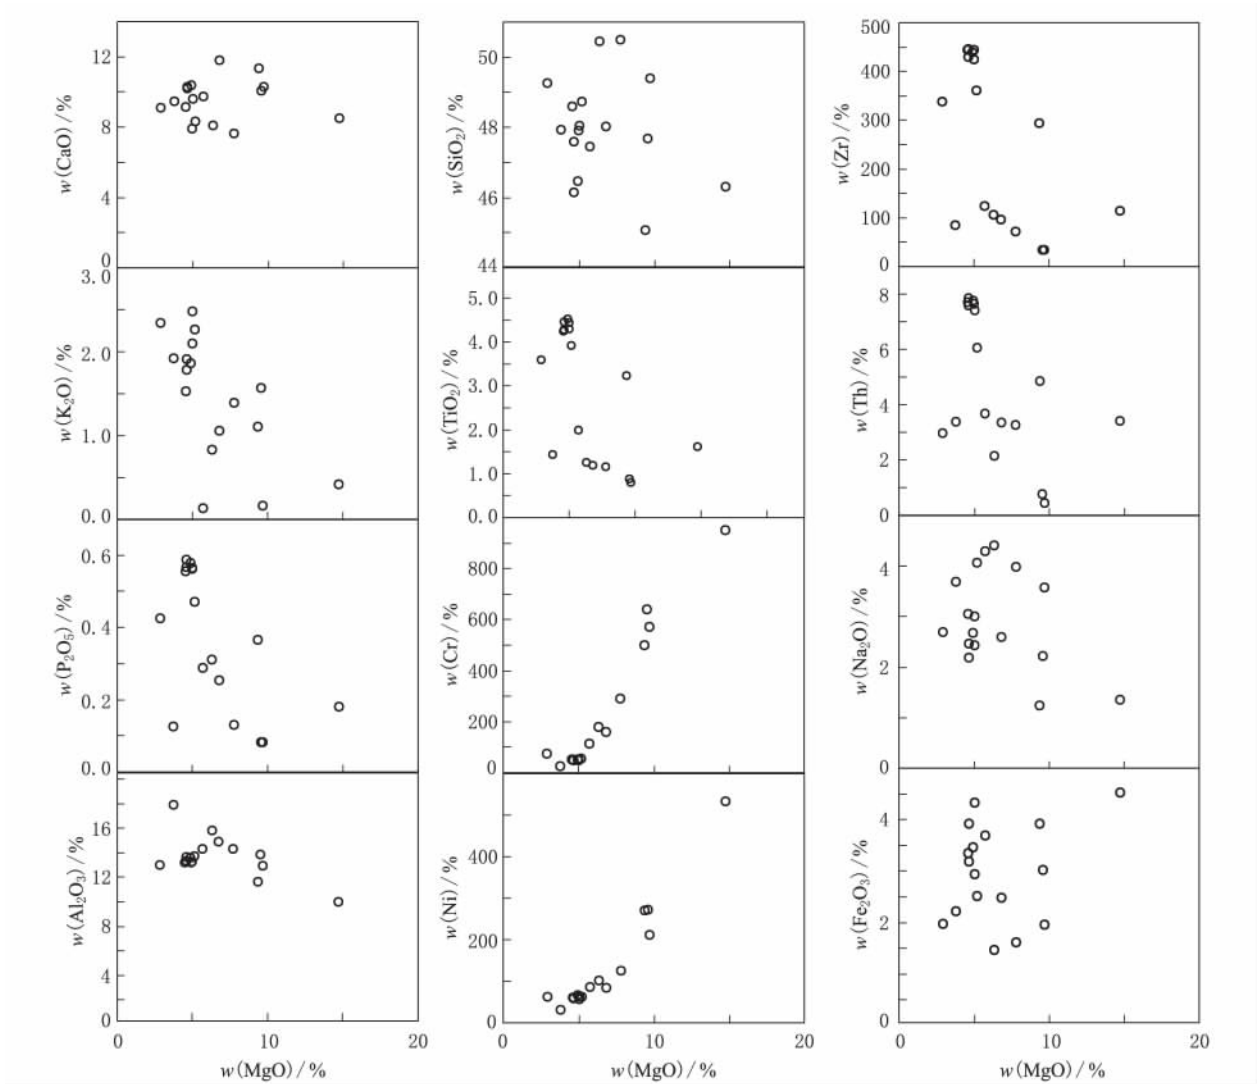 12
8
4
0
w(CaO)/%
50
48
46
44
w(SiO₂)/%
500
400
300
200
100
0
w(Zr)/%
3.0
2.0
1.0
0.0
w(K₂O)/%
5.0
4.0
3.0
2.0
1.0
0.0
w(TiO₂)/%
8
6
4
2
0
w(Th)/%
0.6
0.4
0.2
0.0
w(P₂O₅)/%
800
600
400
200
0
w(Cr)/%
4
2
0
w(Na₂O)/%
16
12
8
4
0
w(Al₂O₃)/%
400
200
0
w(Ni)/%
4
2
0
w(Fe₂O₃)/%
0 10 20
w(MgO)/%
0 10 20
w(MgO)/%
0 10 20
w(MgO)/%